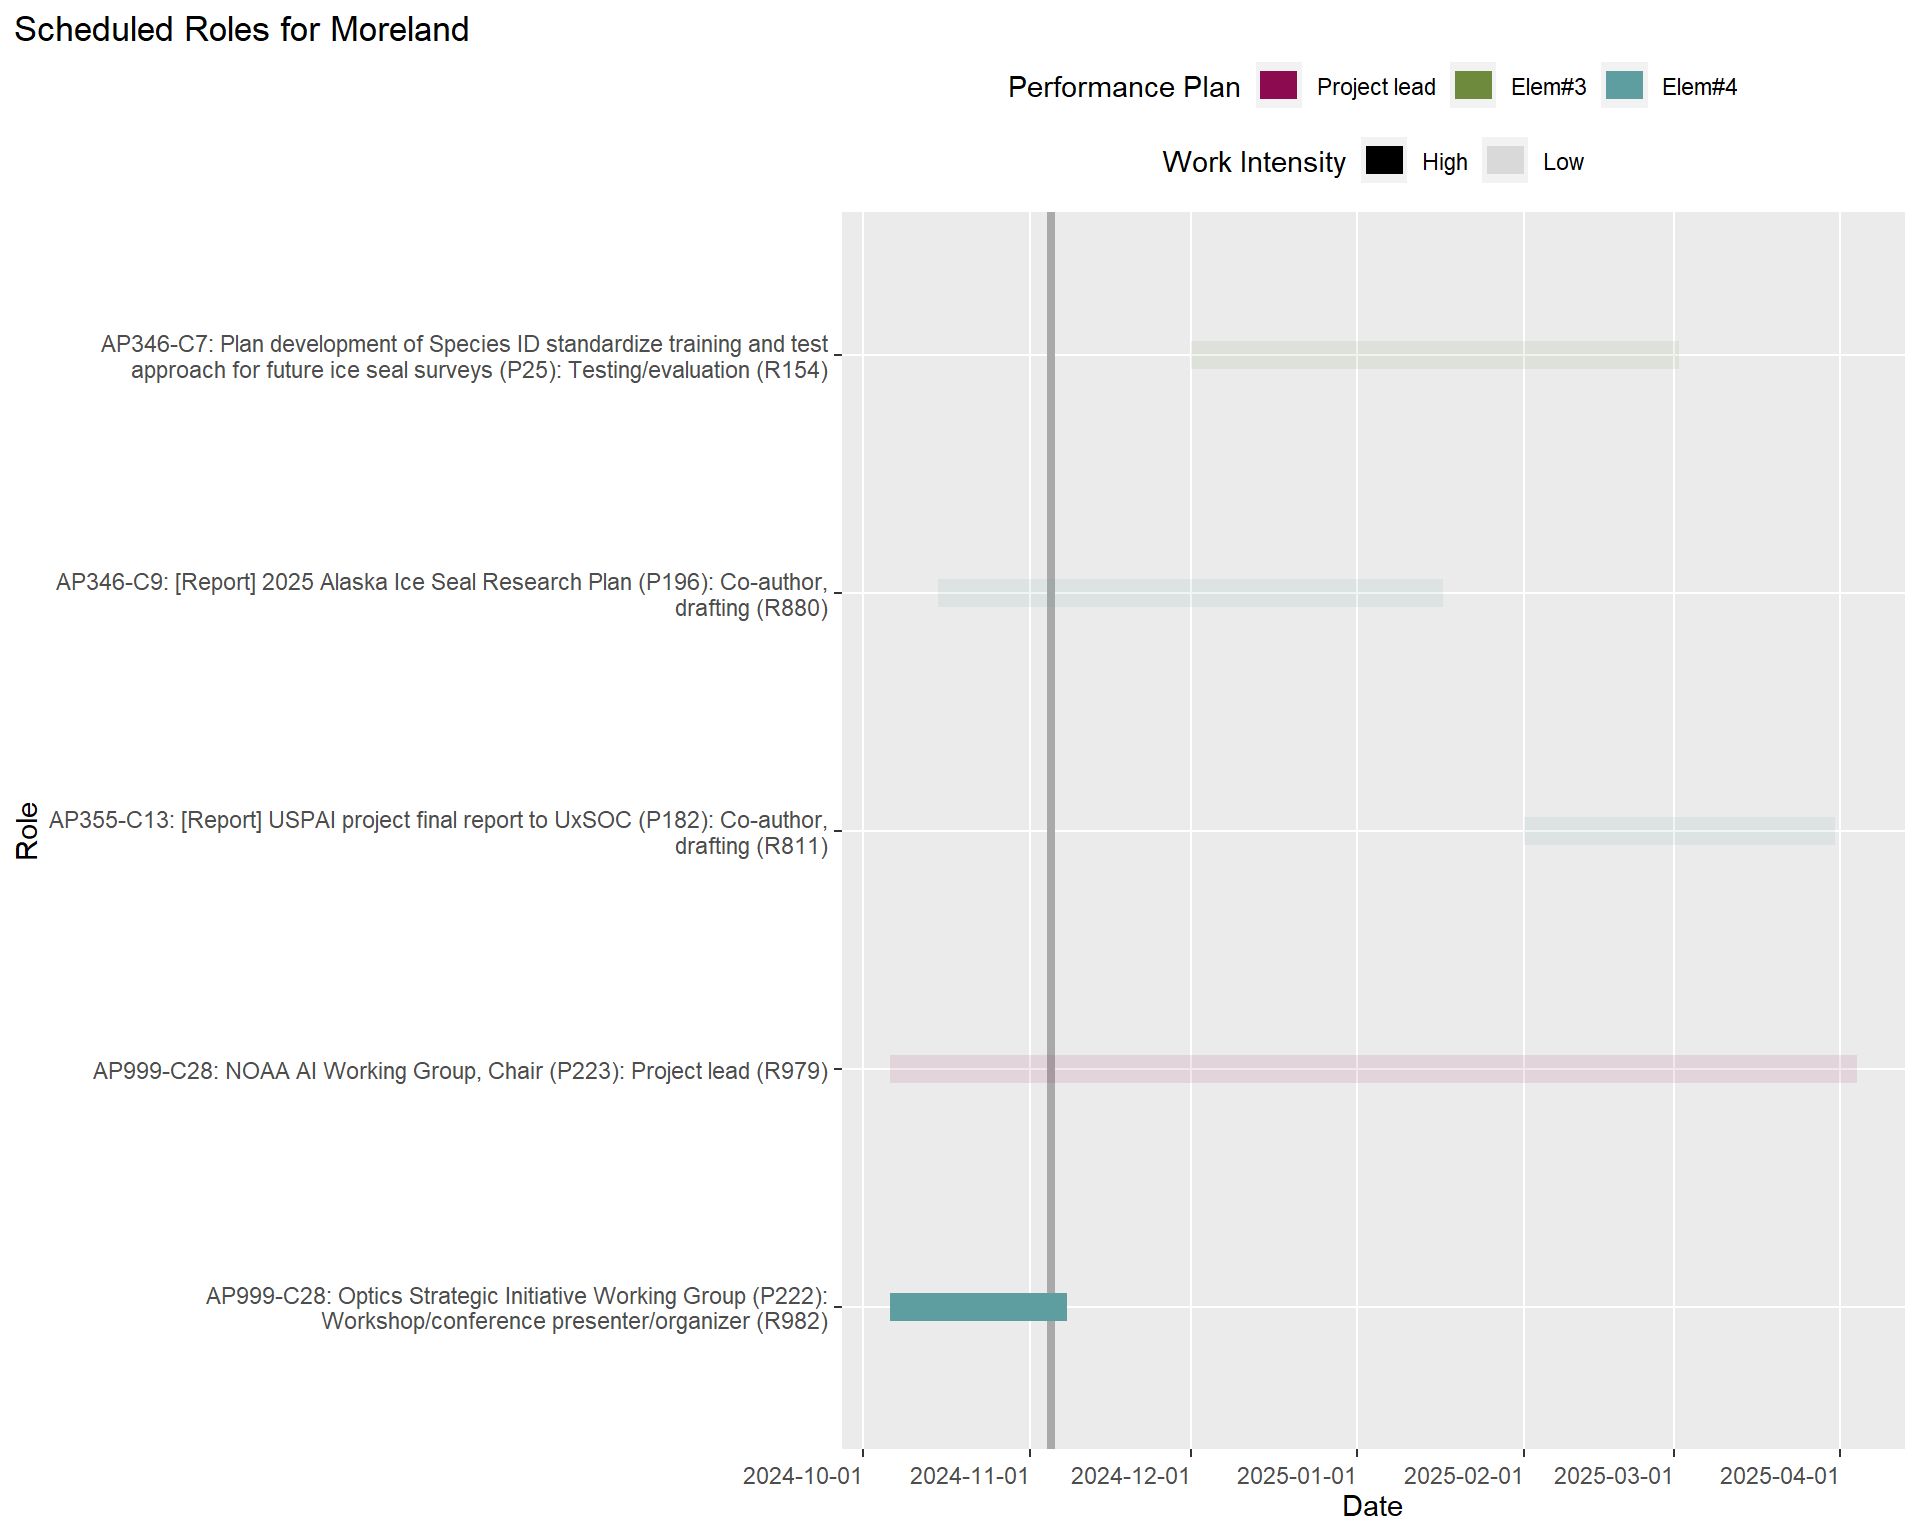 Scheduled Roles for Moreland
Performance Plan Project lead Elem#3 Elem#4
Work Intensity High Low
AP346-C7: Plan development of Species ID standardize training and test
approach for future ice seal surveys (P25): Testing/evaluation (R154)
AP346-C9: [Report] 2025 Alaska Ice Seal Research Plan (P196): Co-author,
drafting (R880)
Role
AP355-C13: [Report] USPAI project final report to UxSOC (P182): Co-author,
drafting (R811)
AP999-C28: NOAA AI Working Group, Chair (P223): Project lead (R979)
AP999-C28: Optics Strategic Initiative Working Group (P222):
Workshop/conference presenter/organizer (R982)
2024-10-01 2024-11-01 2024-12-01 2025-01-01 2025-02-01 2025-03-01 2025-04-01
Date